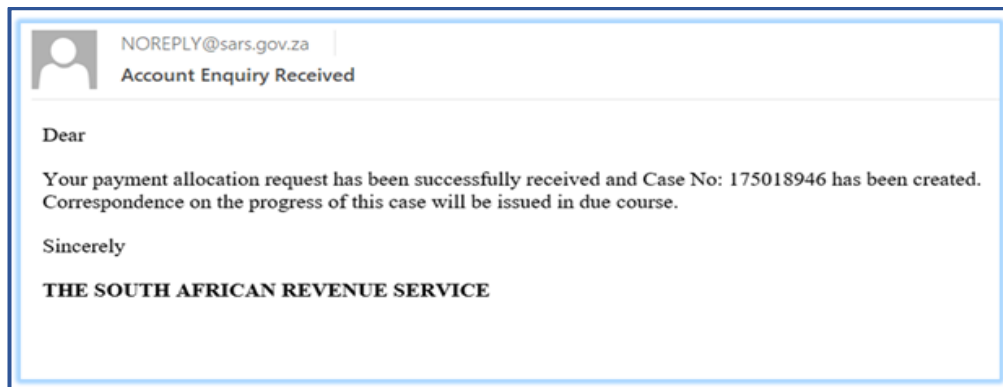 NOREPLY@sars.gov.za
Account Enquiry Received
Dear
Your payment allocation request has been successfully received and Case No: 175018946 has been created.
Correspondence on the progress of this case will be issued in due course.
Sincerely
THE SOUTH AFRICAN REVENUE SERVICE